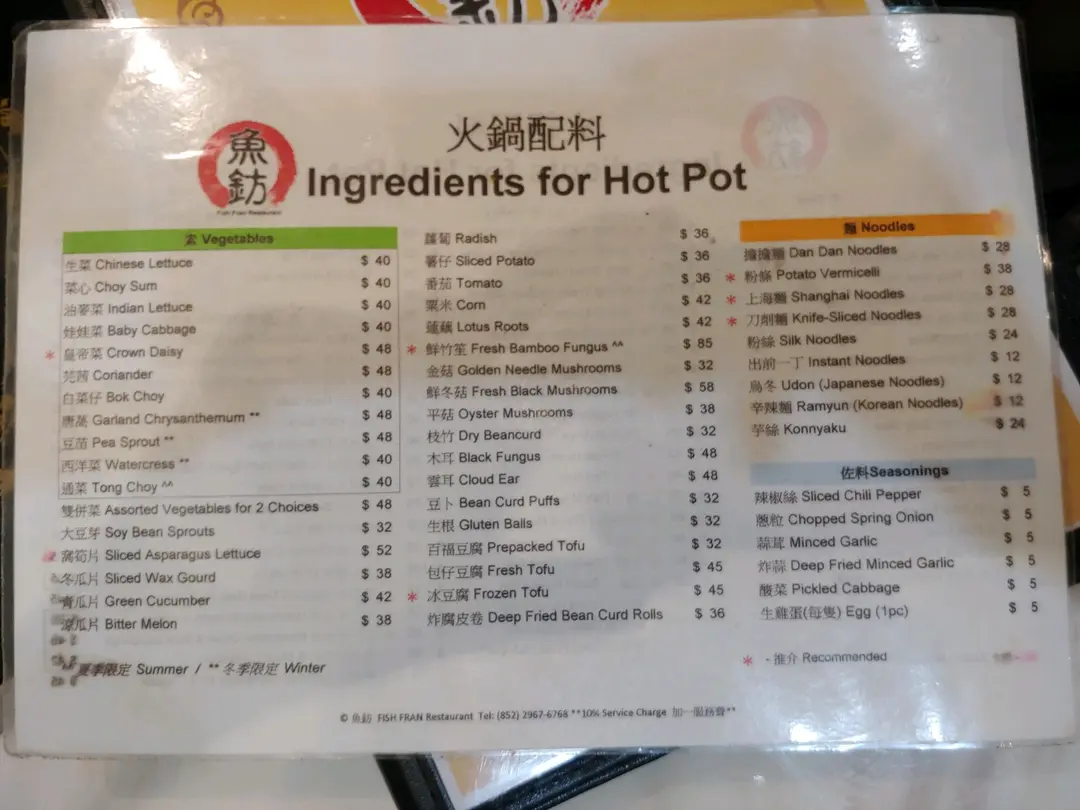 火鍋配料
Ingredients for Hot Pot
魚
鈁
Fish Fran Restaurant
素 Vegetables
生菜 Chinese Lettuce $ 40
菜心 Choy Sum $ 40
油麥菜 Indian Lettuce $ 40
娃娃菜 Baby Cabbage $ 40
* 皇帝菜 Crown Daisy $ 48
芫茜 Coriander $ 48
白菜仔 Bok Choy $ 40
唐蒿 Garland Chrysanthemum ** $ 48
豆苗 Pea Sprout ** $ 48
西洋菜 Watercress ** $ 40
通菜 Tong Choy ^^ $ 40
雙併菜 Assorted Vegetables for 2 Choices $ 48
大豆芽 Soy Bean Sprouts $ 32
* 窩筍片 Sliced Asparagus Lettuce $ 52
冬瓜片 Sliced Wax Gourd $ 38
青瓜片 Green Cucumber $ 42
涼瓜片 Bitter Melon $ 38
^^ 夏季限定 Summer / ** 冬季限定 Winter
蘿蔔 Radish $ 36
薯仔 Sliced Potato $ 36
番茄 Tomato $ 36
粟米 Corn $ 42
蓮藕 Lotus Roots $ 42
* 鮮竹笙 Fresh Bamboo Fungus ^^ $ 85
金菇 Golden Needle Mushrooms $ 32
鮮冬菇 Fresh Black Mushrooms $ 58
平菇 Oyster Mushrooms $ 38
枝竹 Dry Beancurd $ 32
木耳 Black Fungus $ 48
雲耳 Cloud Ear $ 48
豆卜 Bean Curd Puffs $ 32
生根 Gluten Balls $ 32
百福豆腐 Prepacked Tofu $ 32
包仔豆腐 Fresh Tofu $ 45
* 冰豆腐 Frozen Tofu $ 45
炸腐皮卷 Deep Fried Bean Curd Rolls $ 36
麵 Noodles
擔擔麵 Dan Dan Noodles $ 28
* 粉條 Potato Vermicelli $ 38
* 上海麵 Shanghai Noodles $ 28
* 刀削麵 Knife-Sliced Noodles $ 28
粉絲 Silk Noodles $ 24
出前一丁 Instant Noodles $ 12
烏冬 Udon (Japanese Noodles) $ 12
辛辣麵 Ramyun (Korean Noodles) $ 12
芋絲 Konnyaku $ 24
佐料Seasonings
辣椒絲 Sliced Chili Pepper $ 5
蔥粒 Chopped Spring Onion $ 5
蒜茸 Minced Garlic $ 5
炸蒜 Deep Fried Minced Garlic $ 5
酸菜 Pickled Cabbage $ 5
生雞蛋(每隻) Egg (1pc) $ 5
* - 推介 Recommended
© 魚鈁 FISH FRAN Restaurant Tel: (852) 2967-6768 **10% Service Charge 加一服務費**